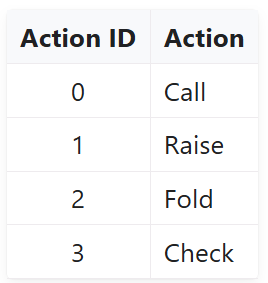 Action ID Action
0 Call
1 Raise
2 Fold
3 Check